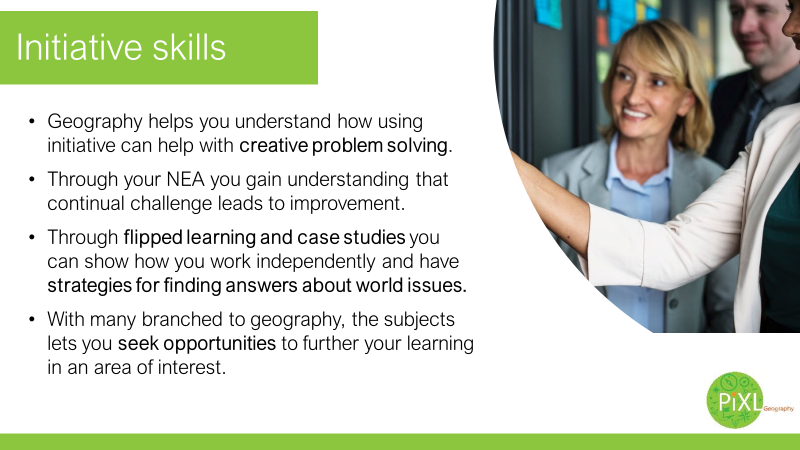 Initiative skills
• Geography helps you understand how using
initiative can help with creative problem solving.
• Through your NEA you gain understanding that
continual challenge leads to improvement.
• Through flipped learning and case studies you
can show how you work independently and have
strategies for finding answers about world issues.
• With many branched to geography, the subjects
lets you seek opportunities to further your learning
in an area of interest.
PiXL Geography